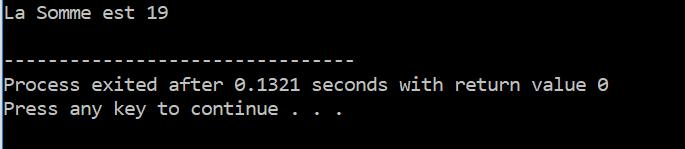 La Somme est 19
--------------------------------
Process exited after 0.1321 seconds with return value 0
Press any key to continue . . .